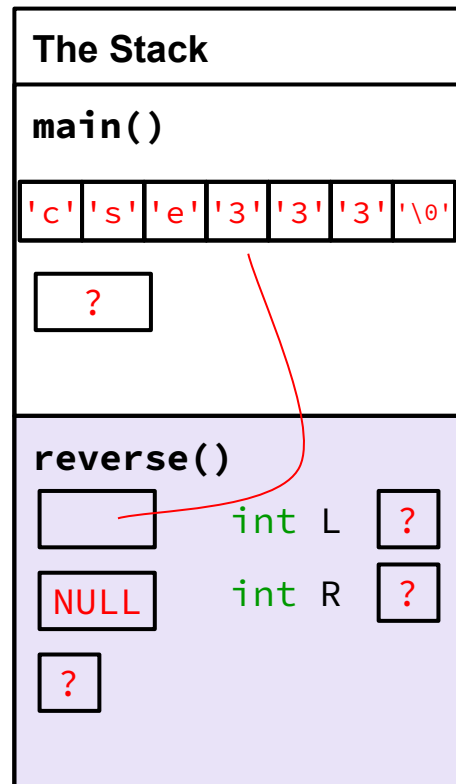 The Stack
main()
'c' 's' 'e' '3' '3' '3' '\0'
?
reverse()
int L ?
NULL int R ?
?